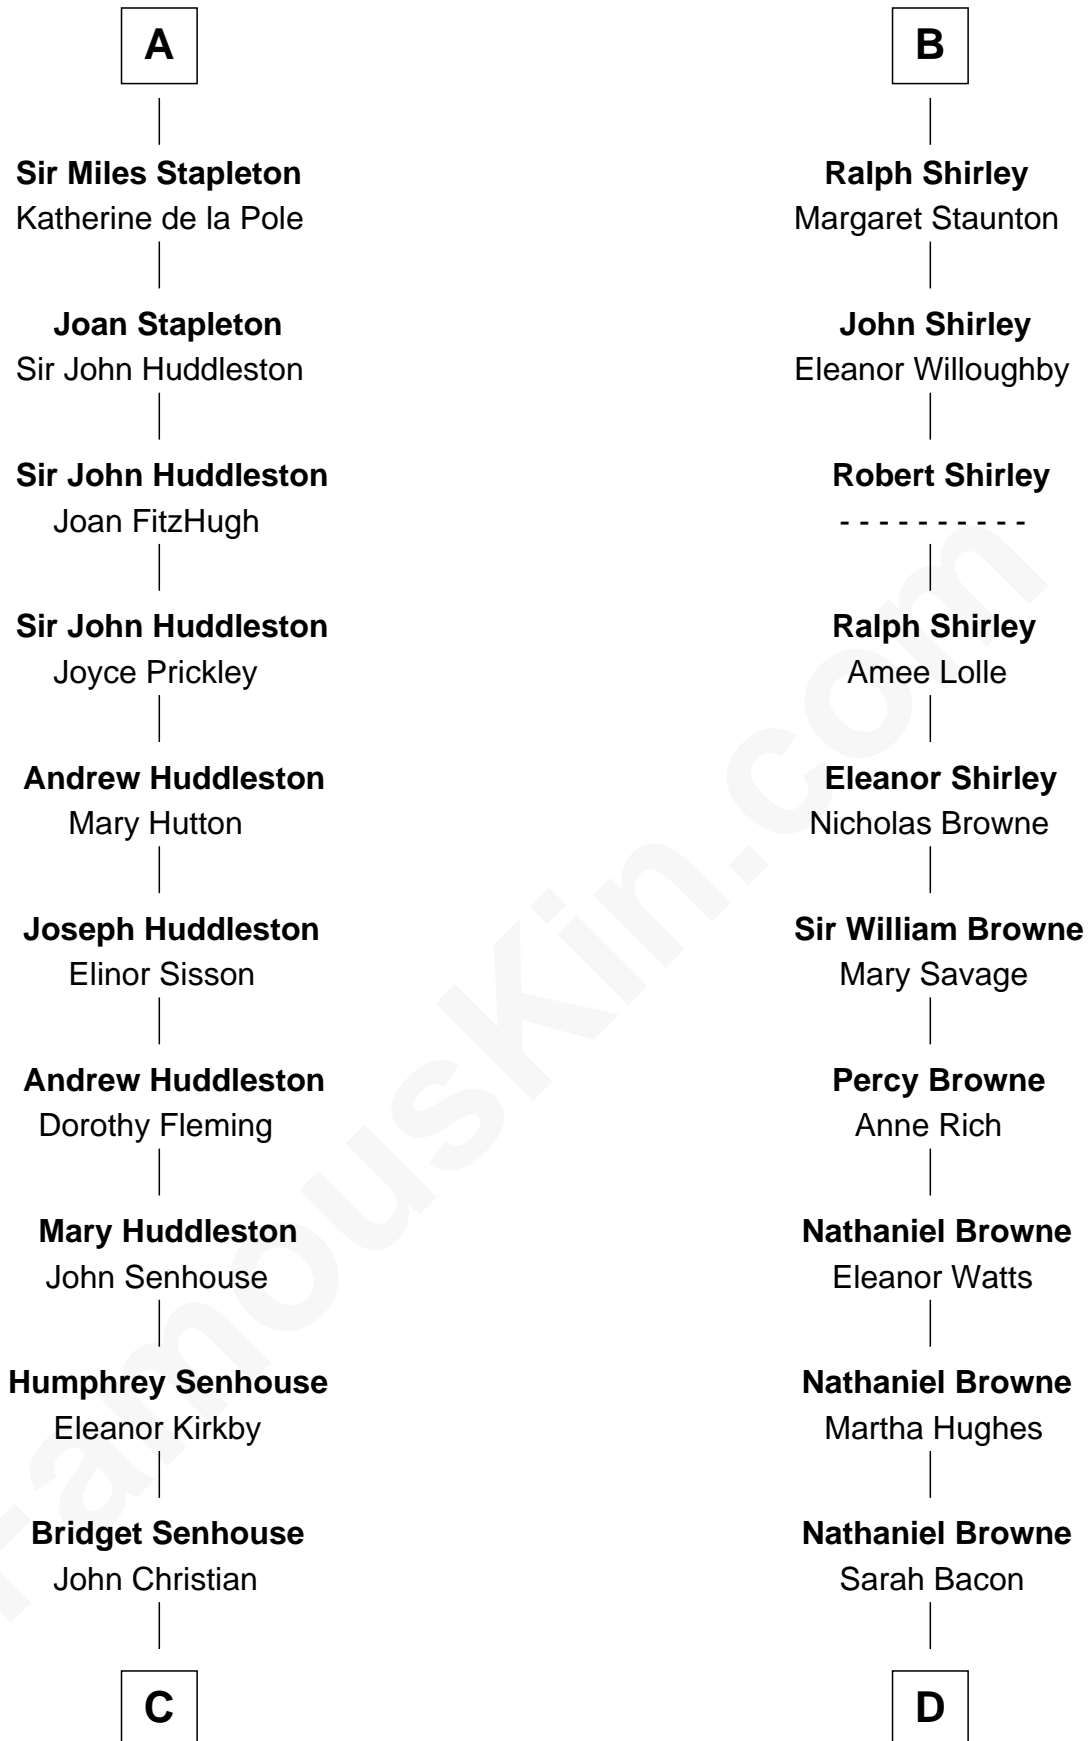 A
Sir Miles Stapleton
Katherine de la Pole
Joan Stapleton
Sir John Huddleston
Sir John Huddleston
Joan FitzHugh
Sir John Huddleston
Joyce Prickley
Andrew Huddleston
Mary Hutton
Joseph Huddleston
Elinor Sisson
Andrew Huddleston
Dorothy Fleming
Mary Huddleston
John Senhouse
Humphrey Senhouse
Eleanor Kirkby
Bridget Senhouse
John Christian
C
B
Ralph Shirley
Margaret Staunton
John Shirley
Eleanor Willoughby
Robert Shirley
- - - - - - - - - -
Ralph Shirley
Amee Lolle
Eleanor Shirley
Nicholas Browne
Sir William Browne
Mary Savage
Percy Browne
Anne Rich
Nathaniel Browne
Eleanor Watts
Nathaniel Browne
Martha Hughes
Nathaniel Browne
Sarah Bacon
D
FamousKin.com